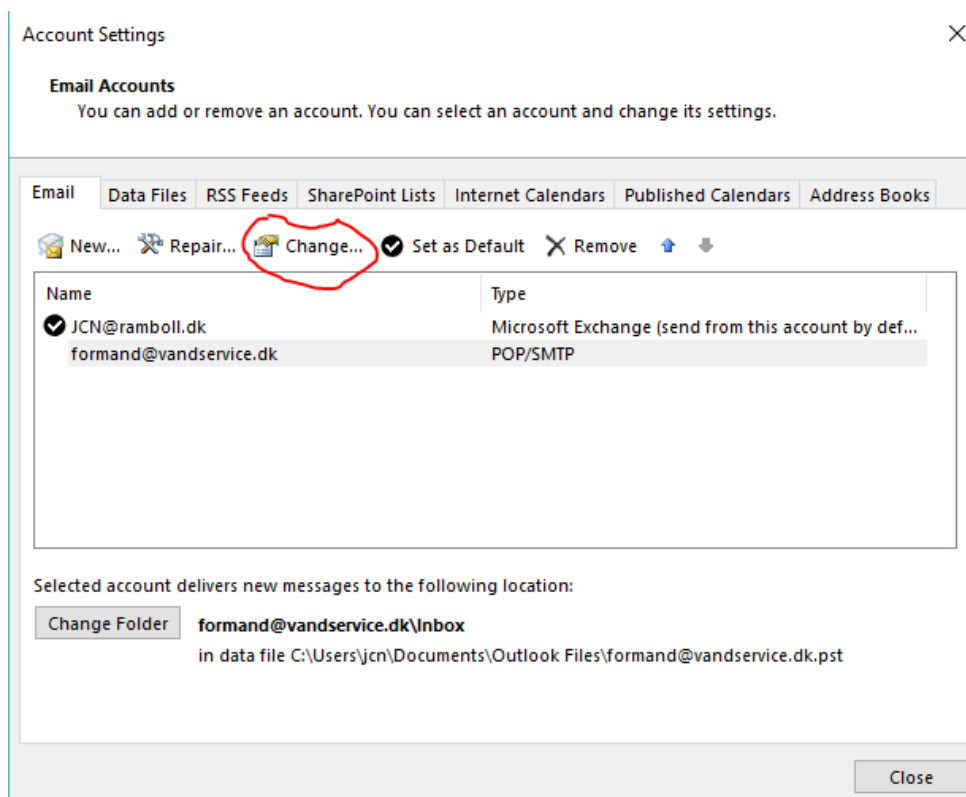 Account Settings
Email Accounts
You can add or remove an account. You can select an account and change its settings.
Email Data Files RSS Feeds SharePoint Lists Internet Calendars Published Calendars Address Books
New... Repair... Change... Set as Default Remove
Name Type
JCN@ramboll.dk Microsoft Exchange (send from this account by def...
formand@vandservice.dk POP/SMTP
Selected account delivers new messages to the following location:
Change Folder formand@vandservice.dk\Inbox
in data file C:\Users\jcn\Documents\Outlook Files\formand@vandservice.dk.pst
Close